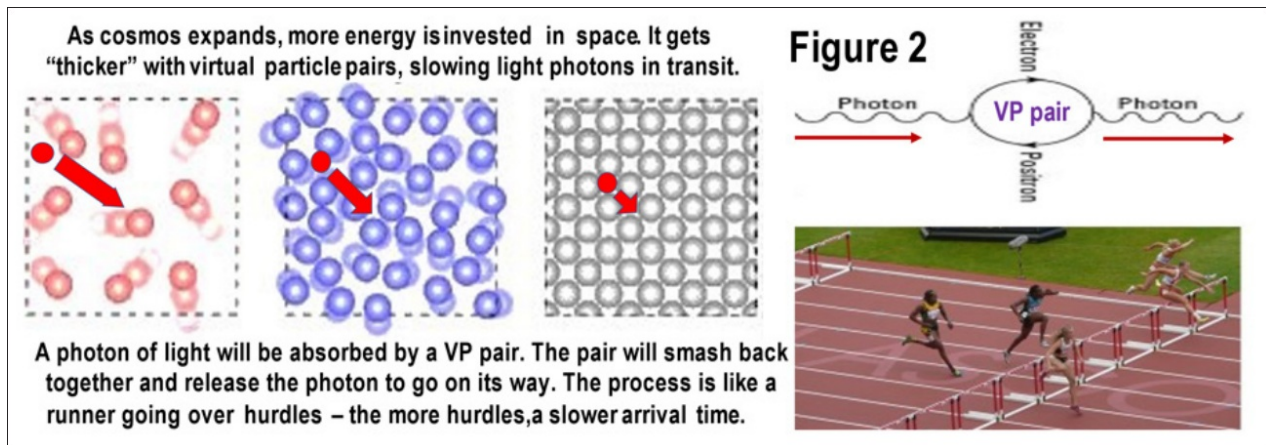 As cosmos expands, more energy is invested in space. It gets
“thicker” with virtual particle pairs, slowing light photons in transit.
Figure 2
Electron
Photon
VP pair
Photon
Positron
A photon of light will be absorbed by a VP pair. The pair will smash back
together and release the photon to go on its way. The process is like a
runner going over hurdles – the more hurdles,a slower arrival time.